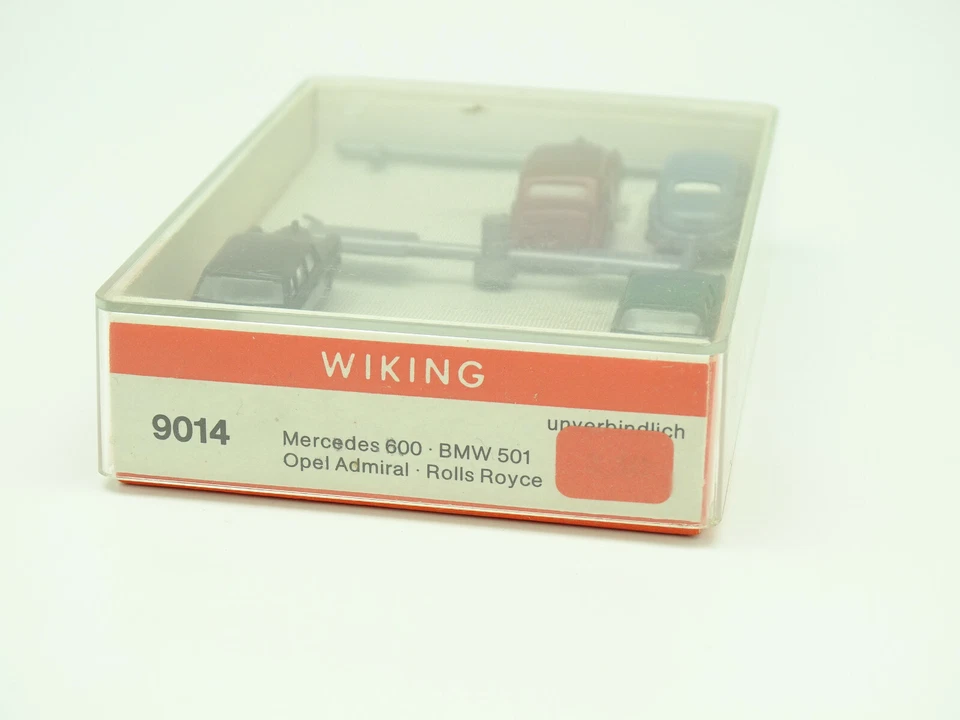 WIKING
9014
unverbindlich
Mercedes 600 · BMW 501
Opel Admiral · Rolls Royce